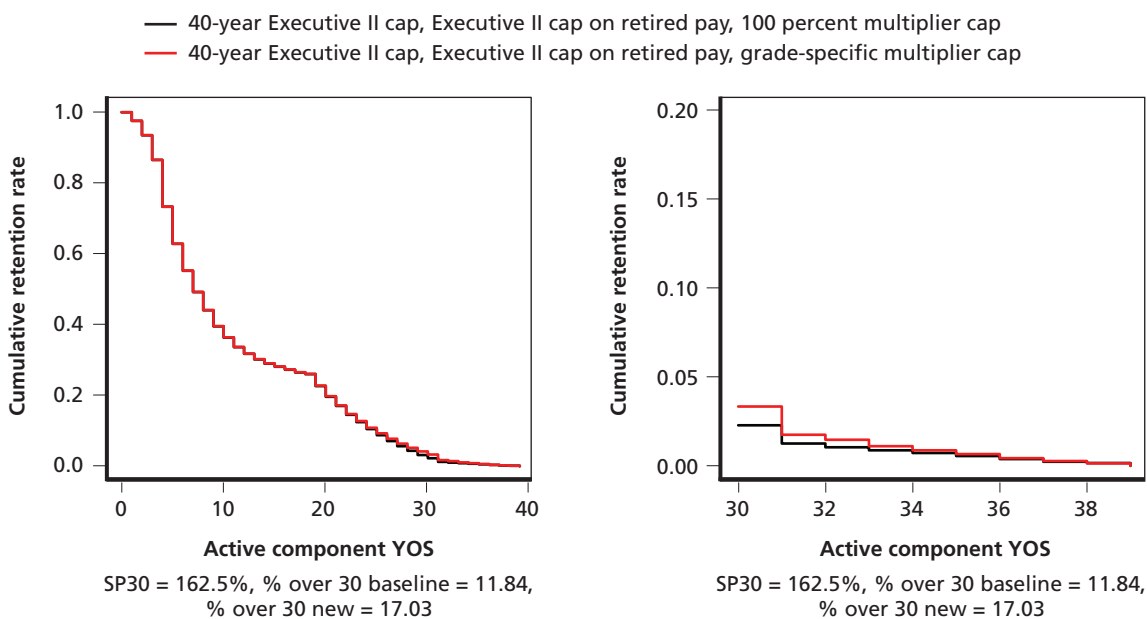 40-year Executive II cap, Executive II cap on retired pay, 100 percent multiplier cap
40-year Executive II cap, Executive II cap on retired pay, grade-specific multiplier cap
Cumulative retention rate
1.0
0.8
0.6
0.4
0.2
0.0
0 10 20 30 40
Active component YOS
SP30 = 162.5%, % over 30 baseline = 11.84,
% over 30 new = 17.03
Cumulative retention rate
0.20
0.15
0.10
0.05
0.00
30 32 34 36 38
Active component YOS
SP30 = 162.5%, % over 30 baseline = 11.84,
% over 30 new = 17.03